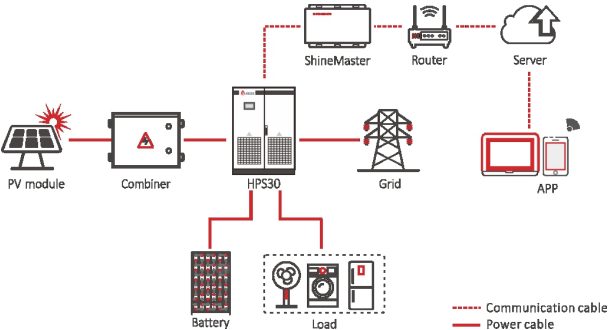 ShineMaster
Router
Server
PV module
Combiner
HPS30
Grid
APP
Battery
Load
Communication cable
Power cable